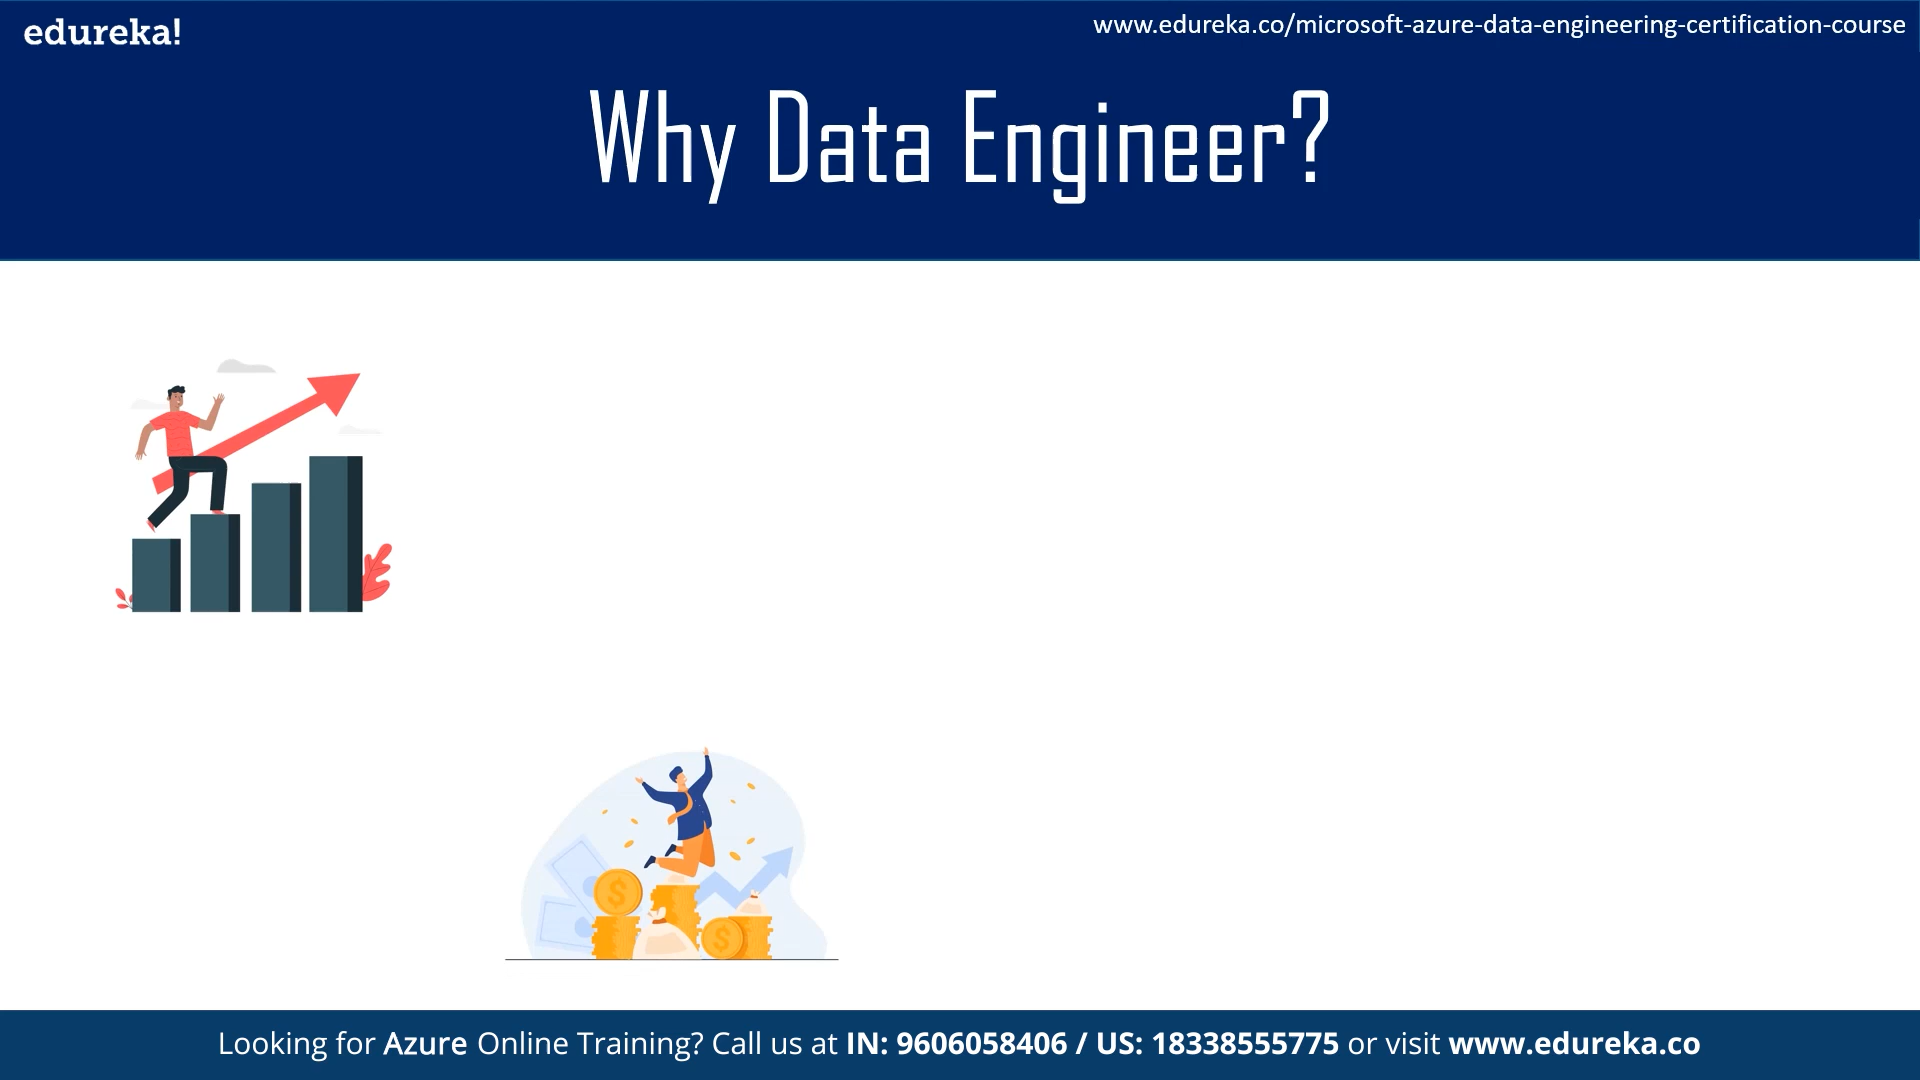 edureka!
www.edureka.co/microsoft-azure-data-engineering-certification-course
Why Data Engineer?
$
$
Looking for Azure Online Training? Call us at IN: 9606058406 / US: 18338555775 or visit www.edureka.co